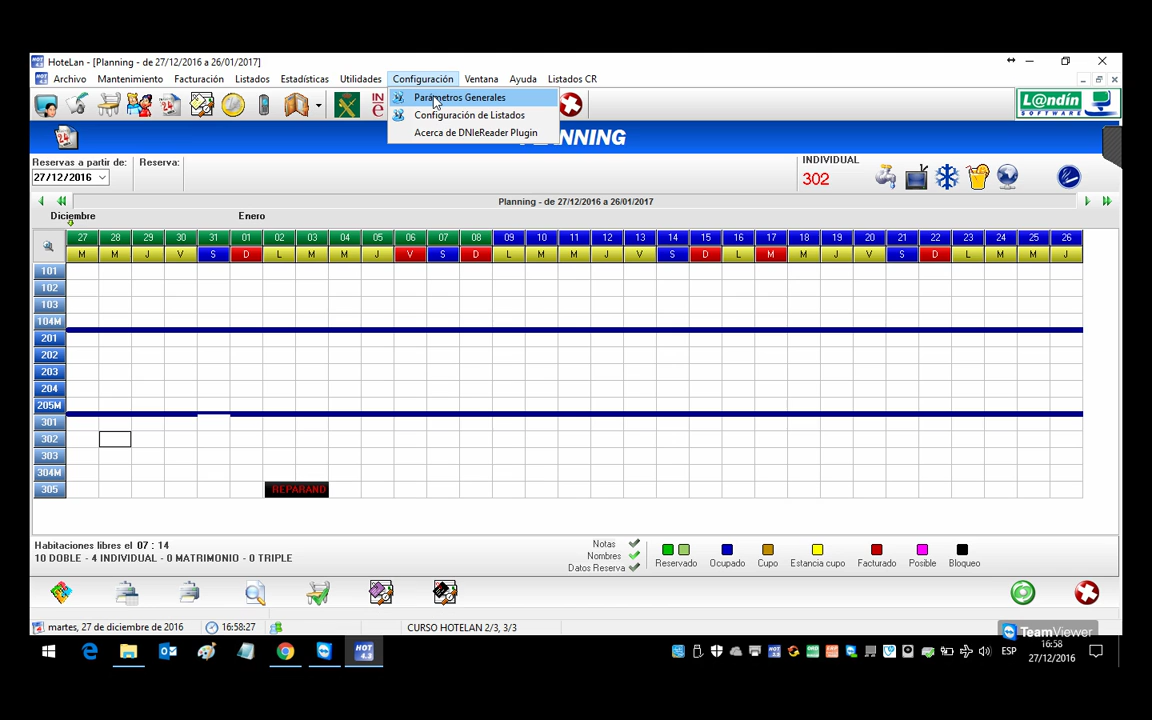 HoteLan - [Planning - de 27/12/2016 a 26/01/2017]
Archivo Mantenimiento Facturación Listados Estadísticas Utilidades Configuración Ventana Ayuda Listados CR
Parámetros Generales
Configuración de Listados
Acerca de DNIeReader Plugin
L@ndín
SOFTWARE
Reservas a partir de: Reserva:
27/12/2016
INDIVIDUAL
302
Planning - de 27/12/2016 a 26/01/2017
Diciembre Enero
27 28 29 30 31 01 02 03 04 05 06 07 08 09 10 11 12 13 14 15 16 17 18 19 20 21 22 23 24 25 26
M M J V S D L M M J V S D L M M J V S D L M M J V S D L M M J
101
102
103
104M
201
202
203
204
205M
301
302
303
304M
305 REPARAND
Habitaciones libres el 07 : 14
10 DOBLE - 4 INDIVIDUAL - 0 MATRIMONIO - 0 TRIPLE
Notas
Nombres
Datos Reserva
Reservado Ocupado Cupo Estancia cupo Facturado Posible Bloqueo
martes, 27 de diciembre de 2016 16:58:27 CURSO HOTELAN 2/3, 3/3
TeamViewer
HOT 4.3
ESP
16:58
27/12/2016